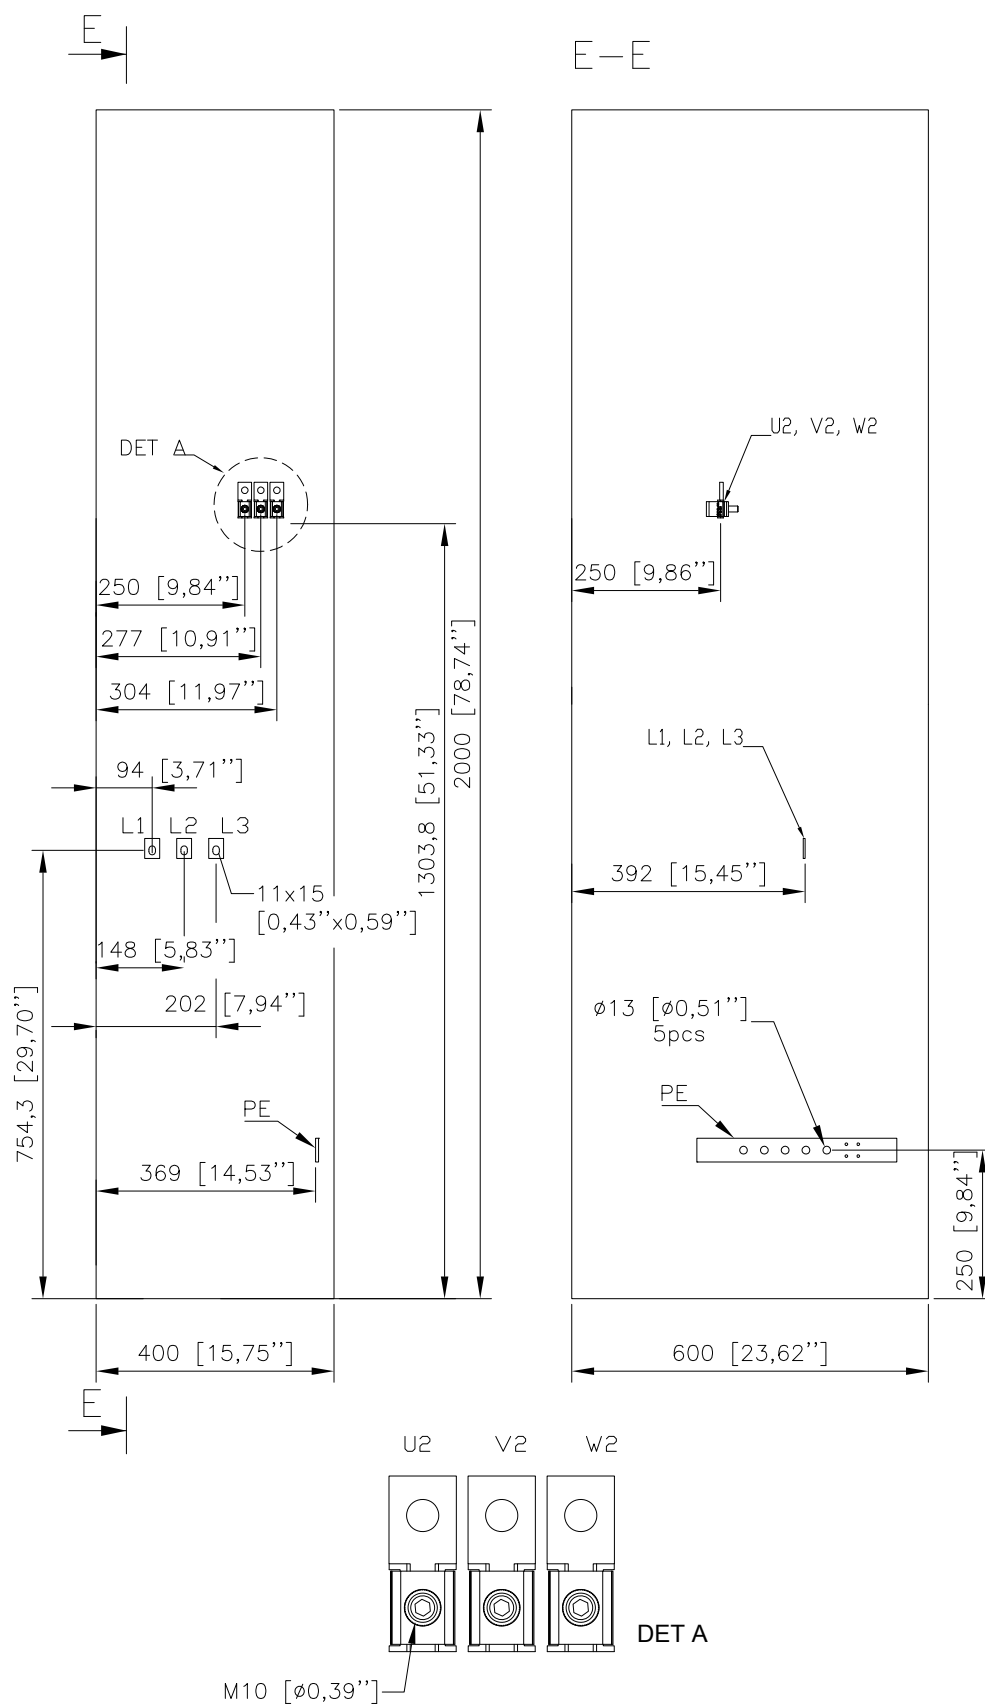 E
E—E
DET A
U2, V2, W2
250 [9,84’’]
250 [9,86’’]
277 [10,91’’]
304 [11,97’’]
2000 [78,74’’]
1303,8 [51,33’’]
L1, L2, L3
94 [3,71’’]
L1 L2 L3
392 [15,45’’]
11x15
[0,43’’x0,59’’]
148 [5,83’’]
202 [7,94’’]
754,3 [29,70’’]
ø13 [ø0,51’’]
5pcs
PE
PE
369 [14,53’’]
250 [9,84’’]
400 [15,75’’]
600 [23,62’’]
E
U2 V2 W2
DET A
M10 [ø0,39’’]